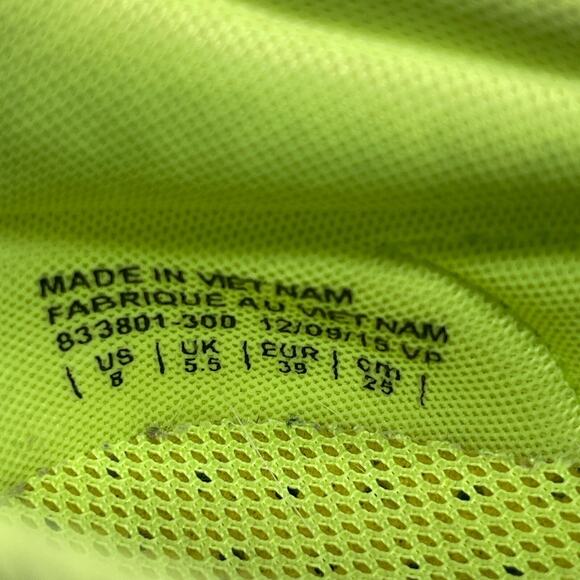 MADE IN VIET NAM
FABRIQUE AU VIET NAM
833801-300 12/09/15 VP
| US | UK | EUR | cm |
| 8 | 5.5 | 39 | 25 |